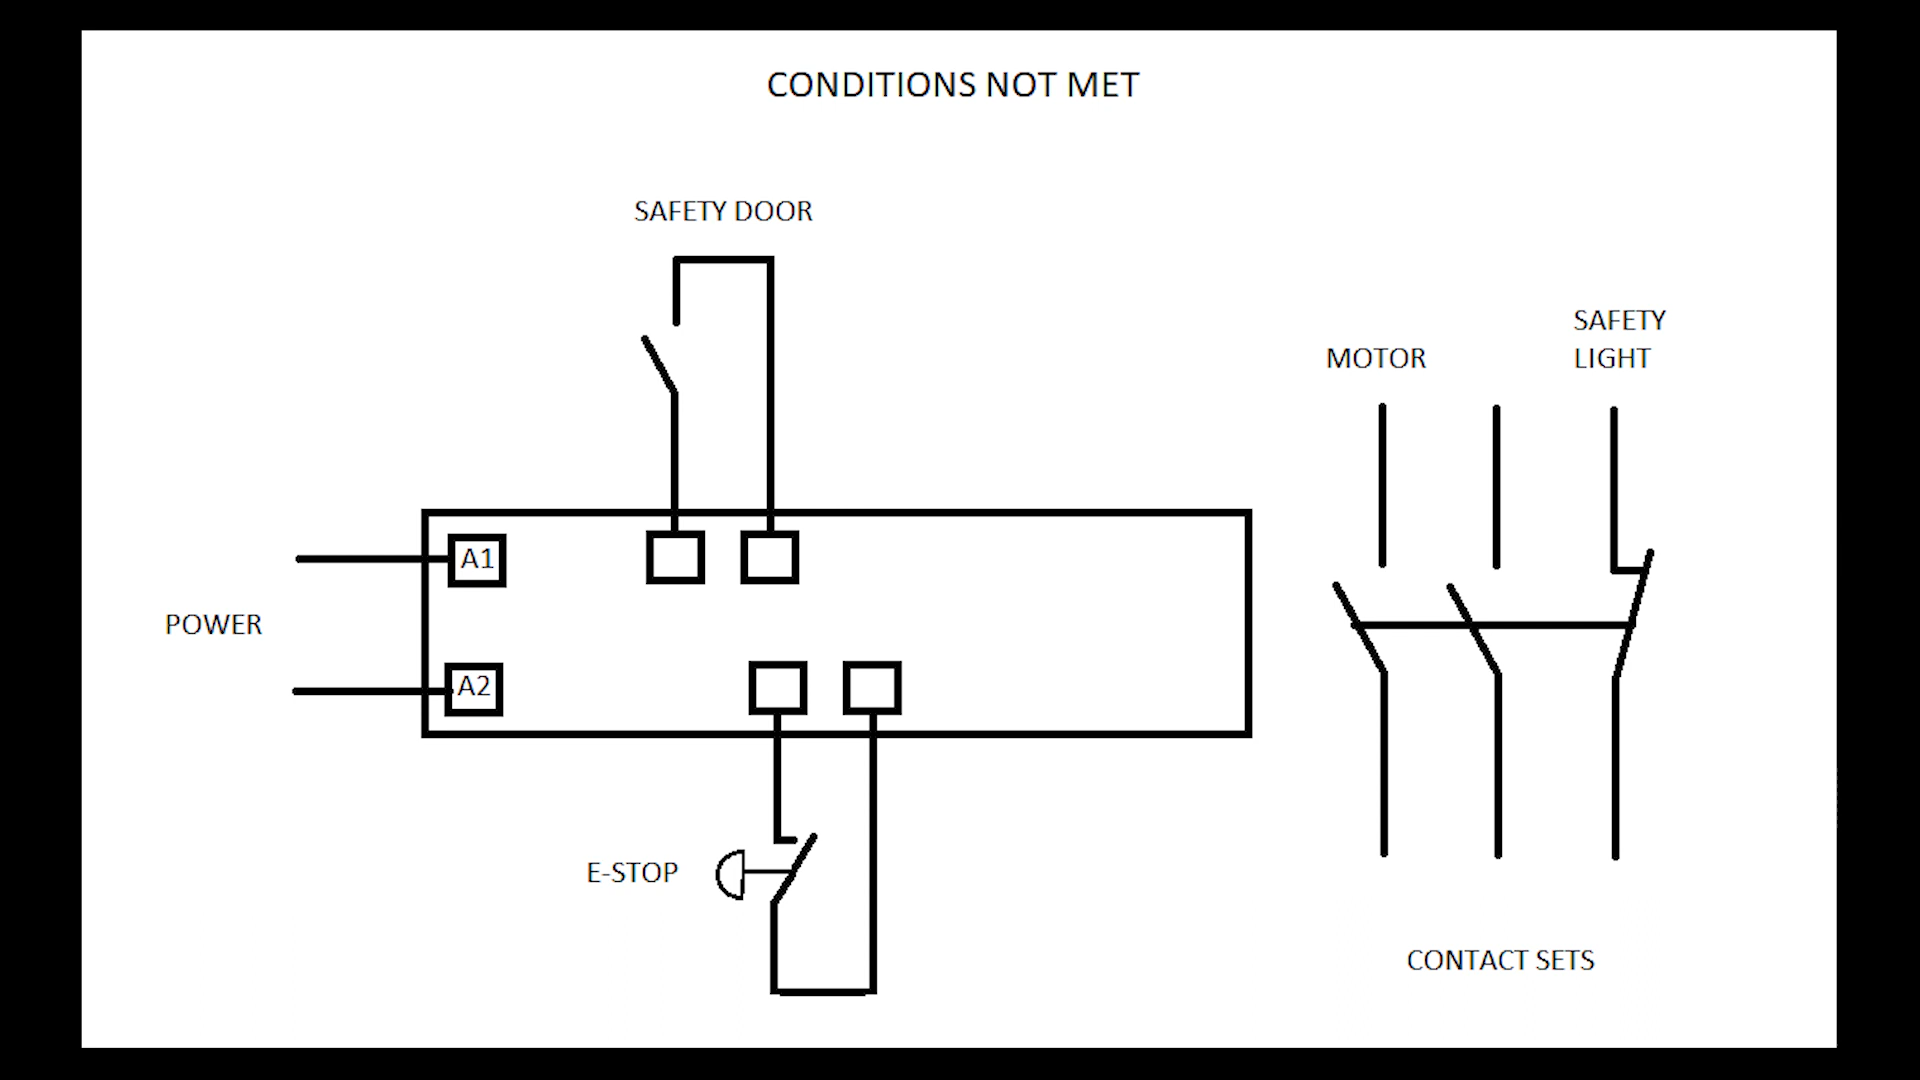 CONDITIONS NOT MET
SAFETY DOOR
SAFETY
LIGHT
MOTOR
A1
POWER
A2
E-STOP
CONTACT SETS